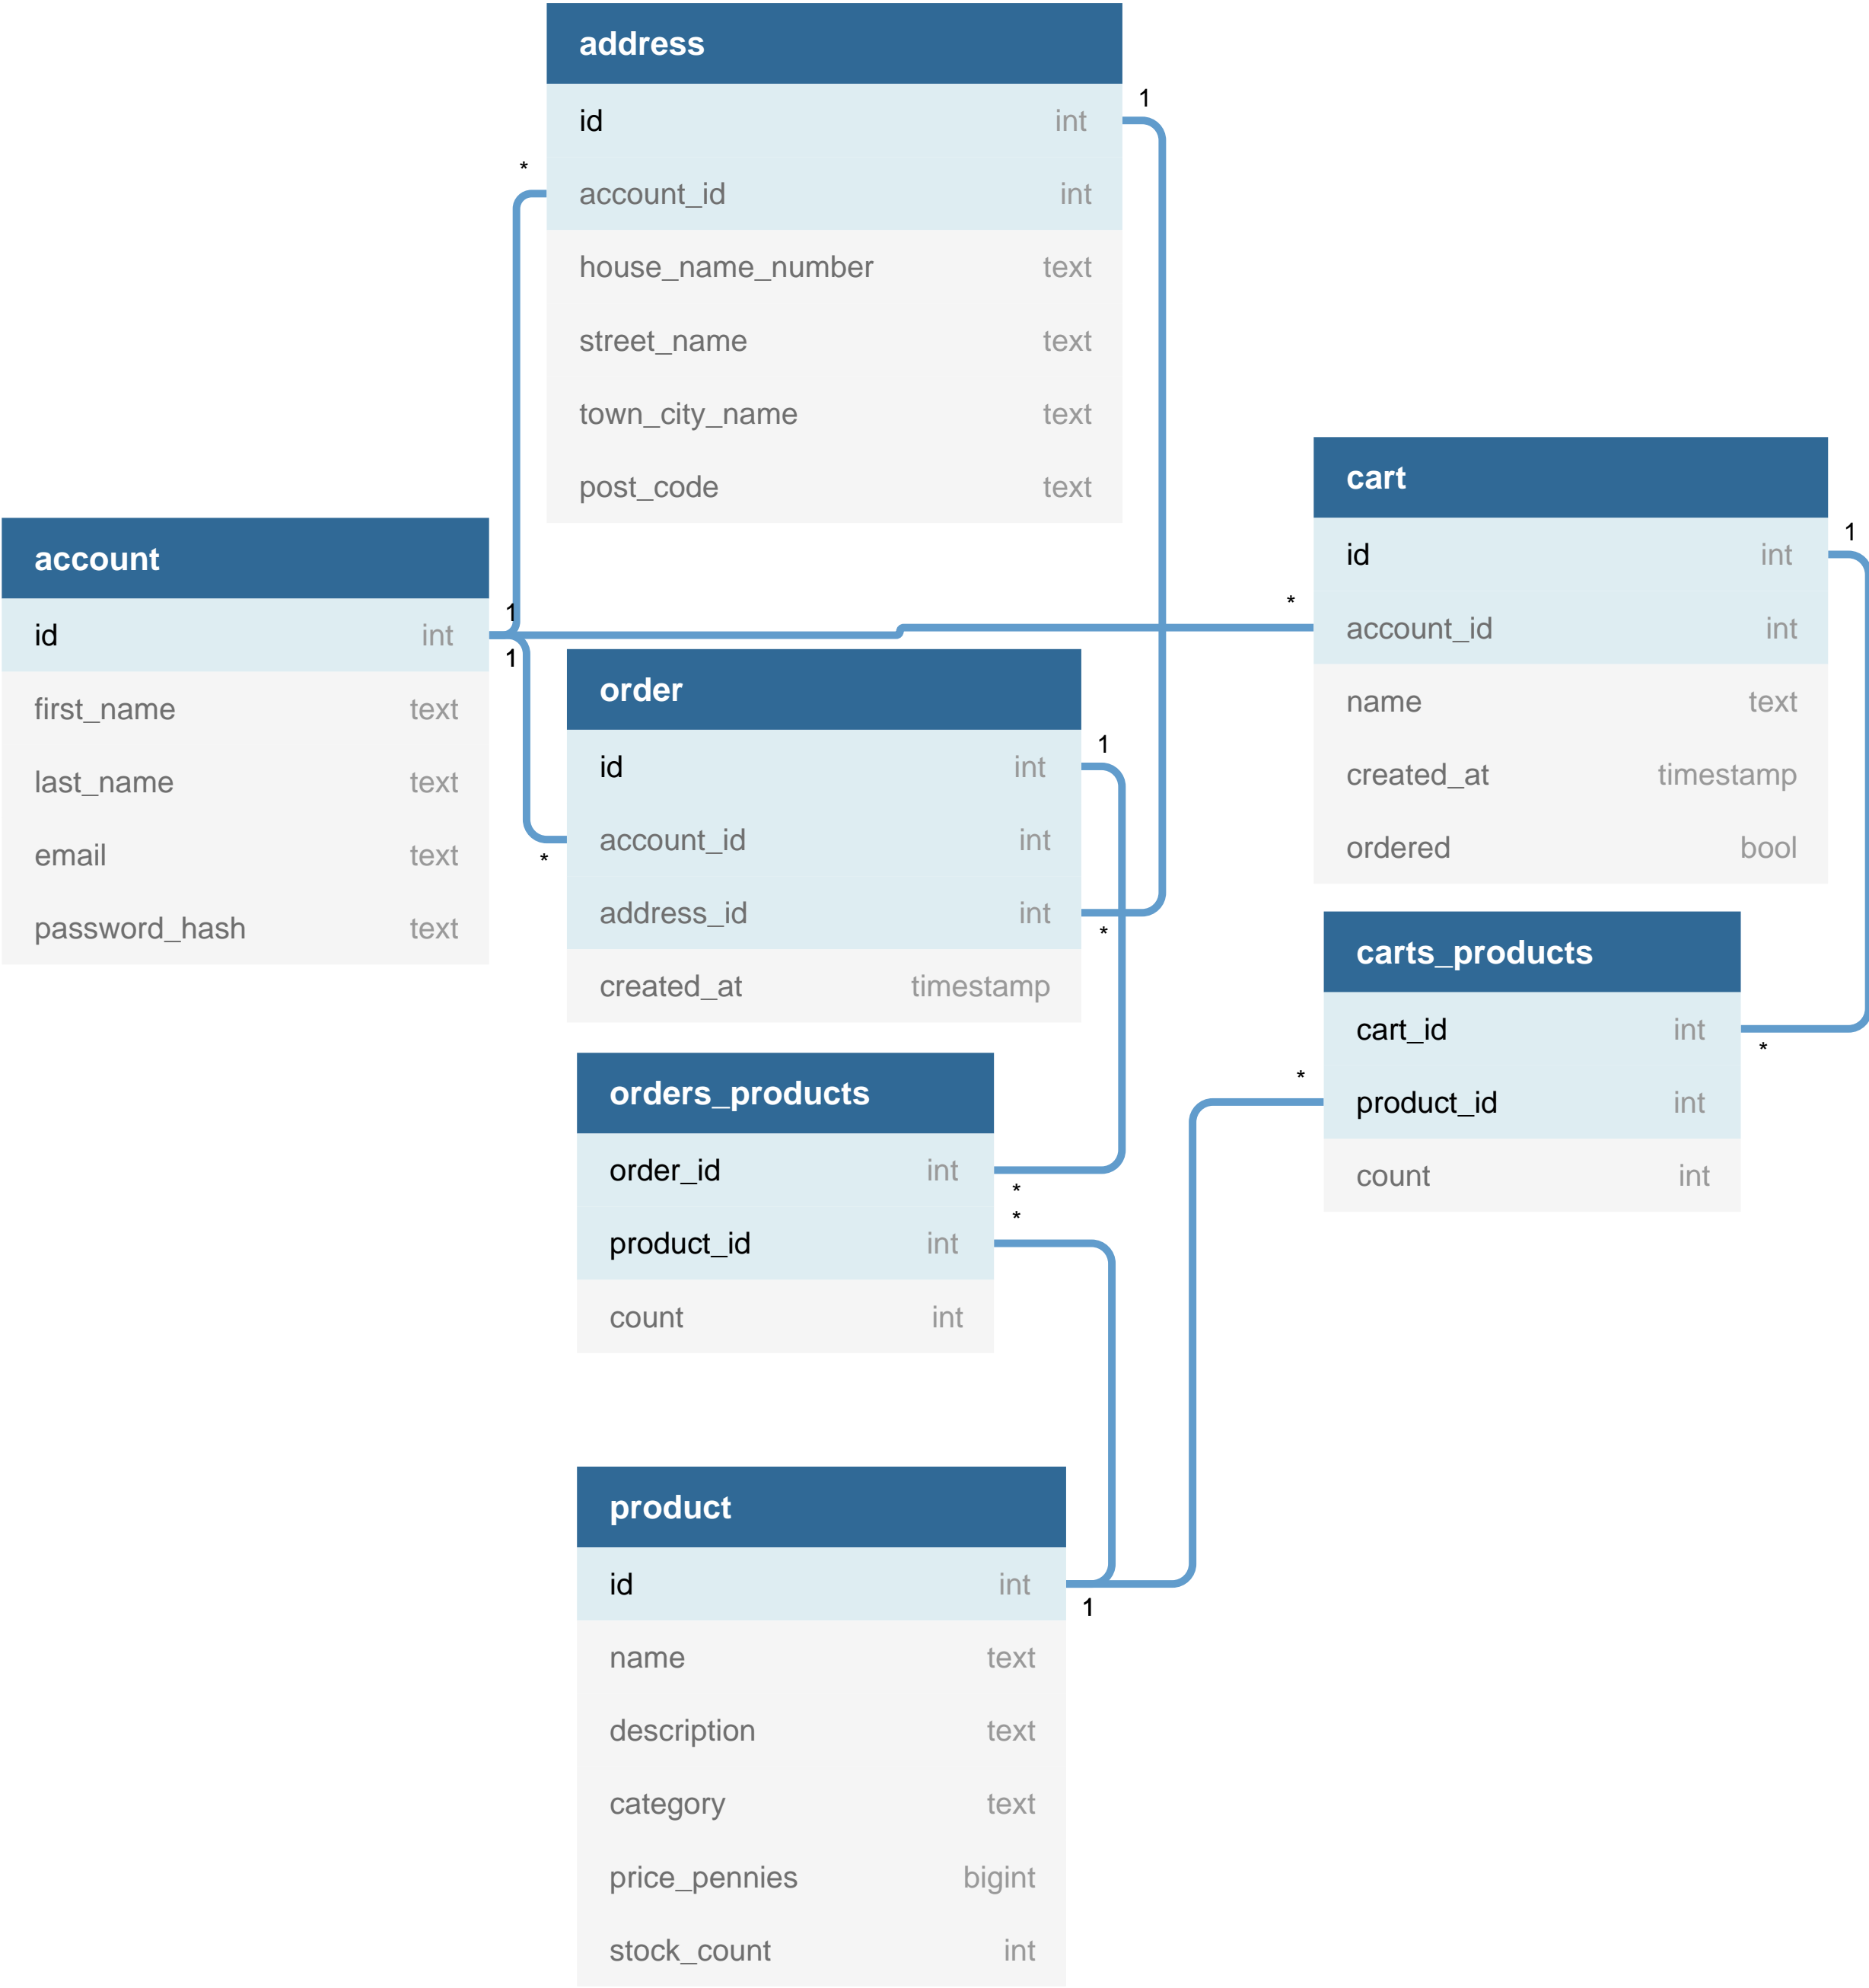 address
id int
account_id int
house_name_number text
street_name text
town_city_name text
post_code text
1
*
account
id int
first_name text
last_name text
email text
password_hash text
1
1
order
id int
account_id int
address_id int
created_at timestamp
1
*
*
cart
id int
account_id int
name text
created_at timestamp
ordered bool
1
*
carts_products
cart_id int
product_id int
count int
*
*
orders_products
order_id int
product_id int
count int
*
*
product
id int
name text
description text
category text
price_pennies bigint
stock_count int
1